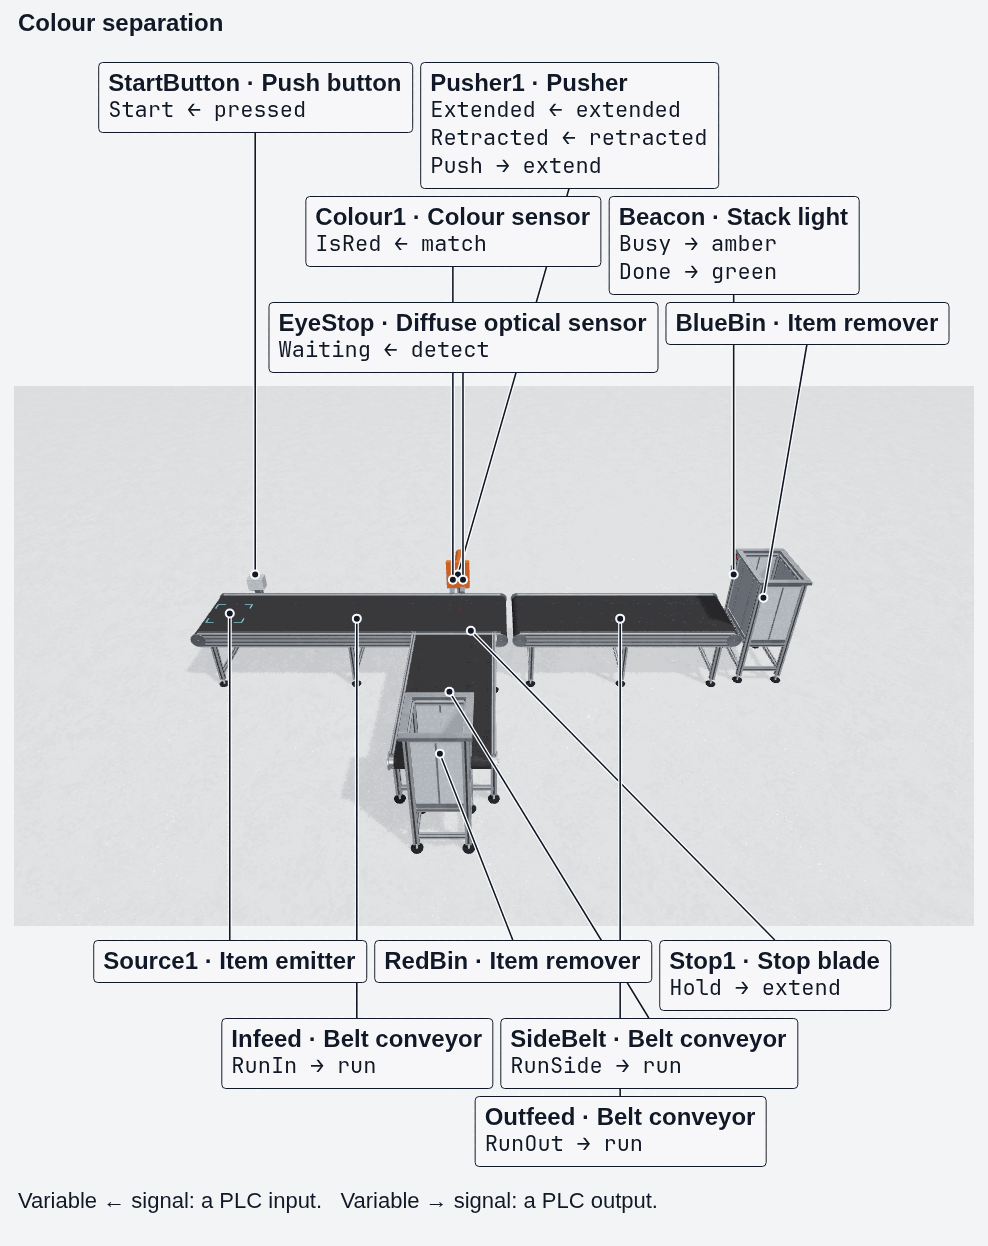 Colour separation
StartButton · Push button
Start ← pressed
Pusher1 · Pusher
Extended ← extended
Retracted ← retracted
Push → extend
Colour1 · Colour sensor
IsRed ← match
Beacon · Stack light
Busy → amber
Done → green
EyeStop · Diffuse optical sensor
Waiting ← detect
BlueBin · Item remover
Source1 · Item emitter
RedBin · Item remover
Stop1 · Stop blade
Hold → extend
Infeed · Belt conveyor
RunIn → run
SideBelt · Belt conveyor
RunSide → run
Outfeed · Belt conveyor
RunOut → run
Variable ← signal: a PLC input. Variable → signal: a PLC output.